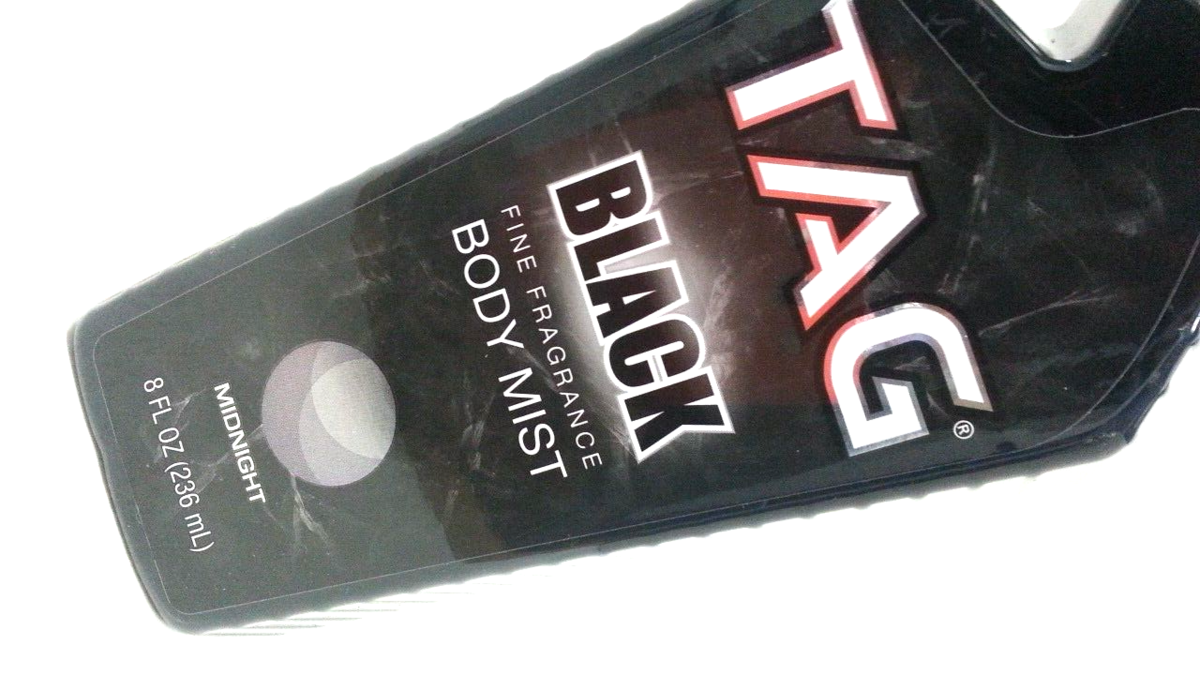 TAG®
BLACK
FINE FRAGRANCE
BODY MIST
MIDNIGHT
8 FL OZ (236 mL)